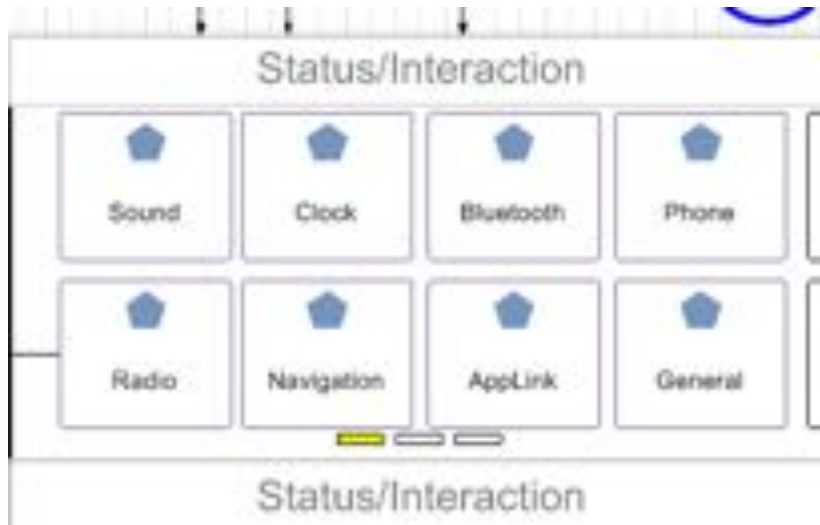 Status/Interaction
Sound Clock Bluetooth Phone
Radio Navigation AppLink General
Status/Interaction